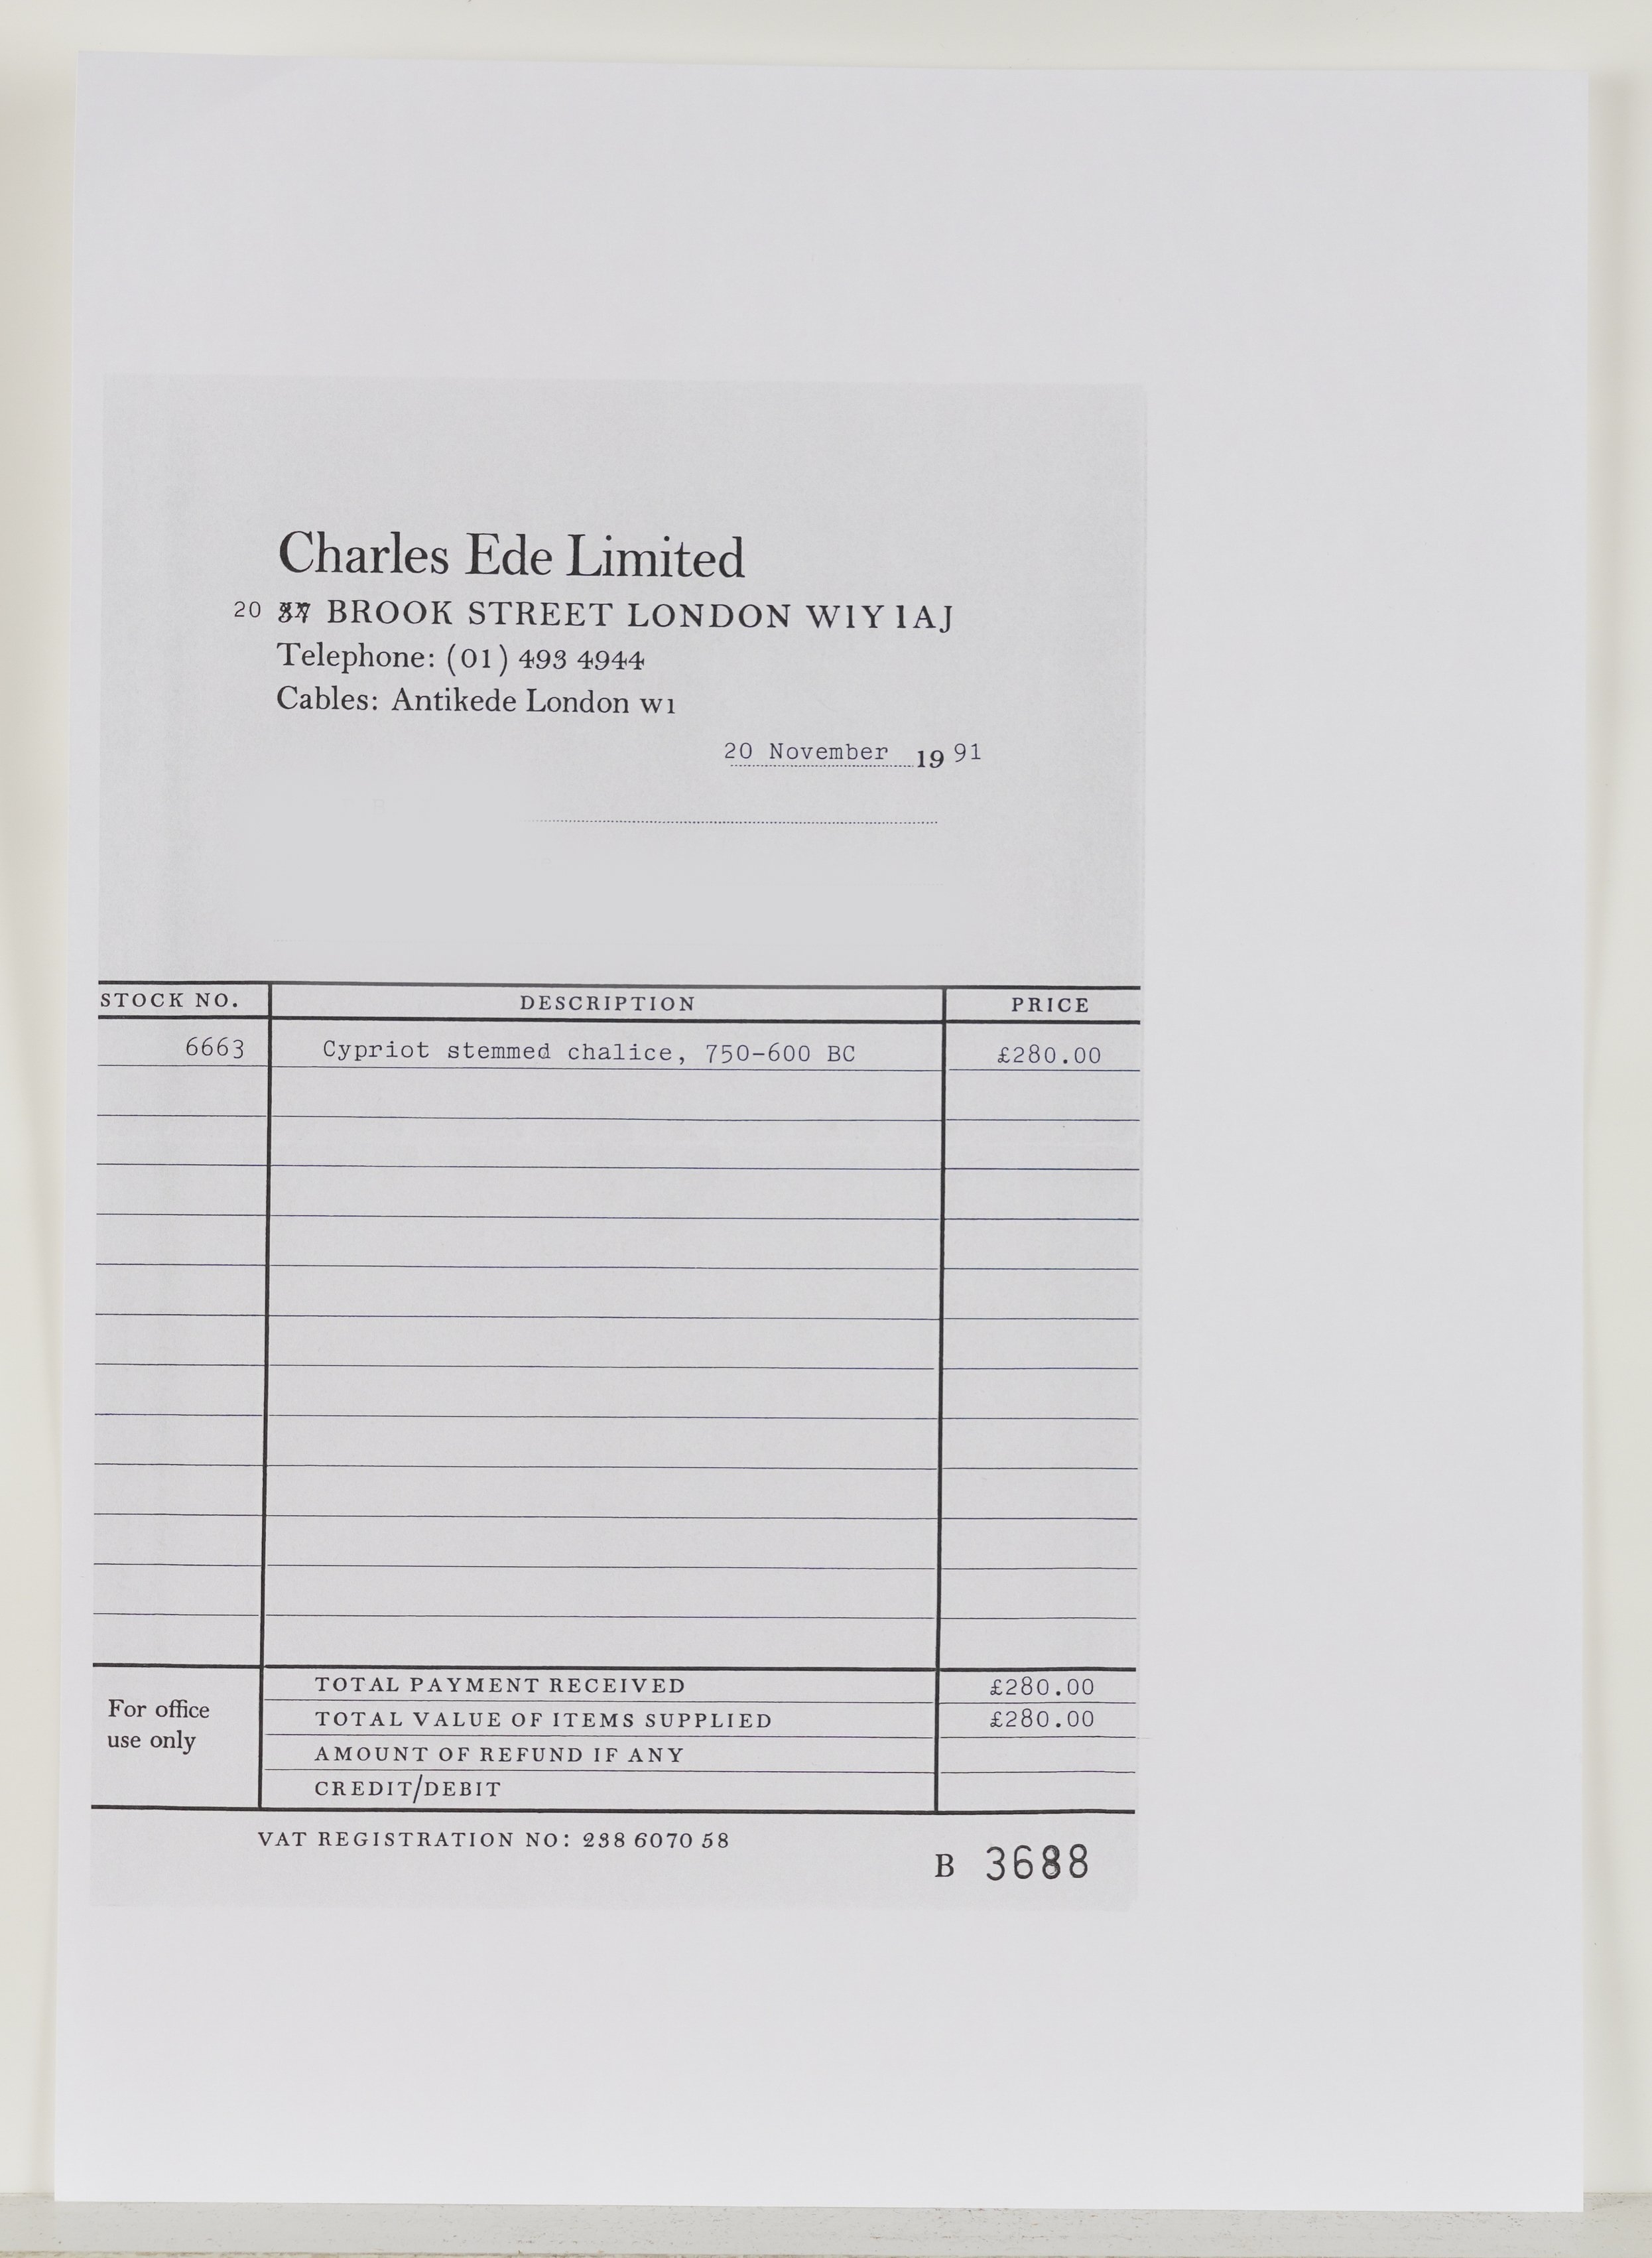 Charles Ede Limited
20 37 BROOK STREET LONDON W1Y 1AJ
Telephone: (01) 493 4944
Cables: Antikede London W1
20 November 1991
STOCK NO. DESCRIPTION PRICE
6663 Cypriot stemmed chalice, 750-600 BC £280.00
For office use only
TOTAL PAYMENT RECEIVED £280.00
TOTAL VALUE OF ITEMS SUPPLIED £280.00
AMOUNT OF REFUND IF ANY
CREDIT/DEBIT
VAT REGISTRATION NO: 238 6070 58
B 3688